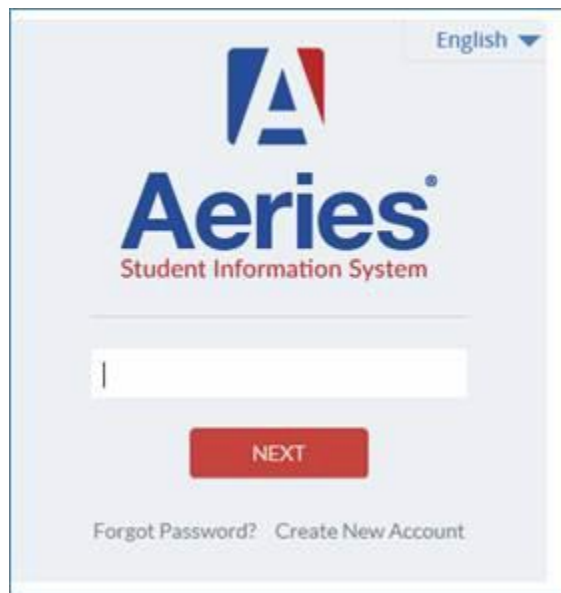 English
A
Aeries®
Student Information System
NEXT
Forgot Password? Create New Account